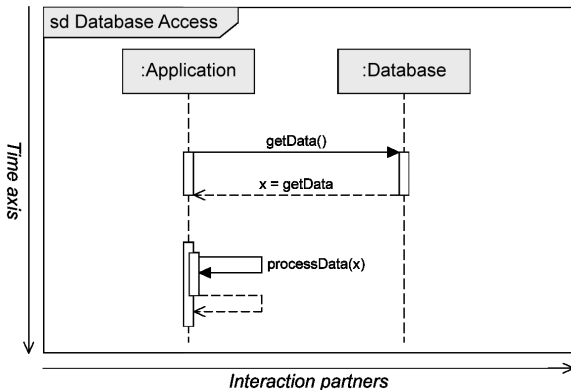 sd Database Access
:Application
:Database
Time axis
getData()
x = getData
processData(x)
Interaction partners